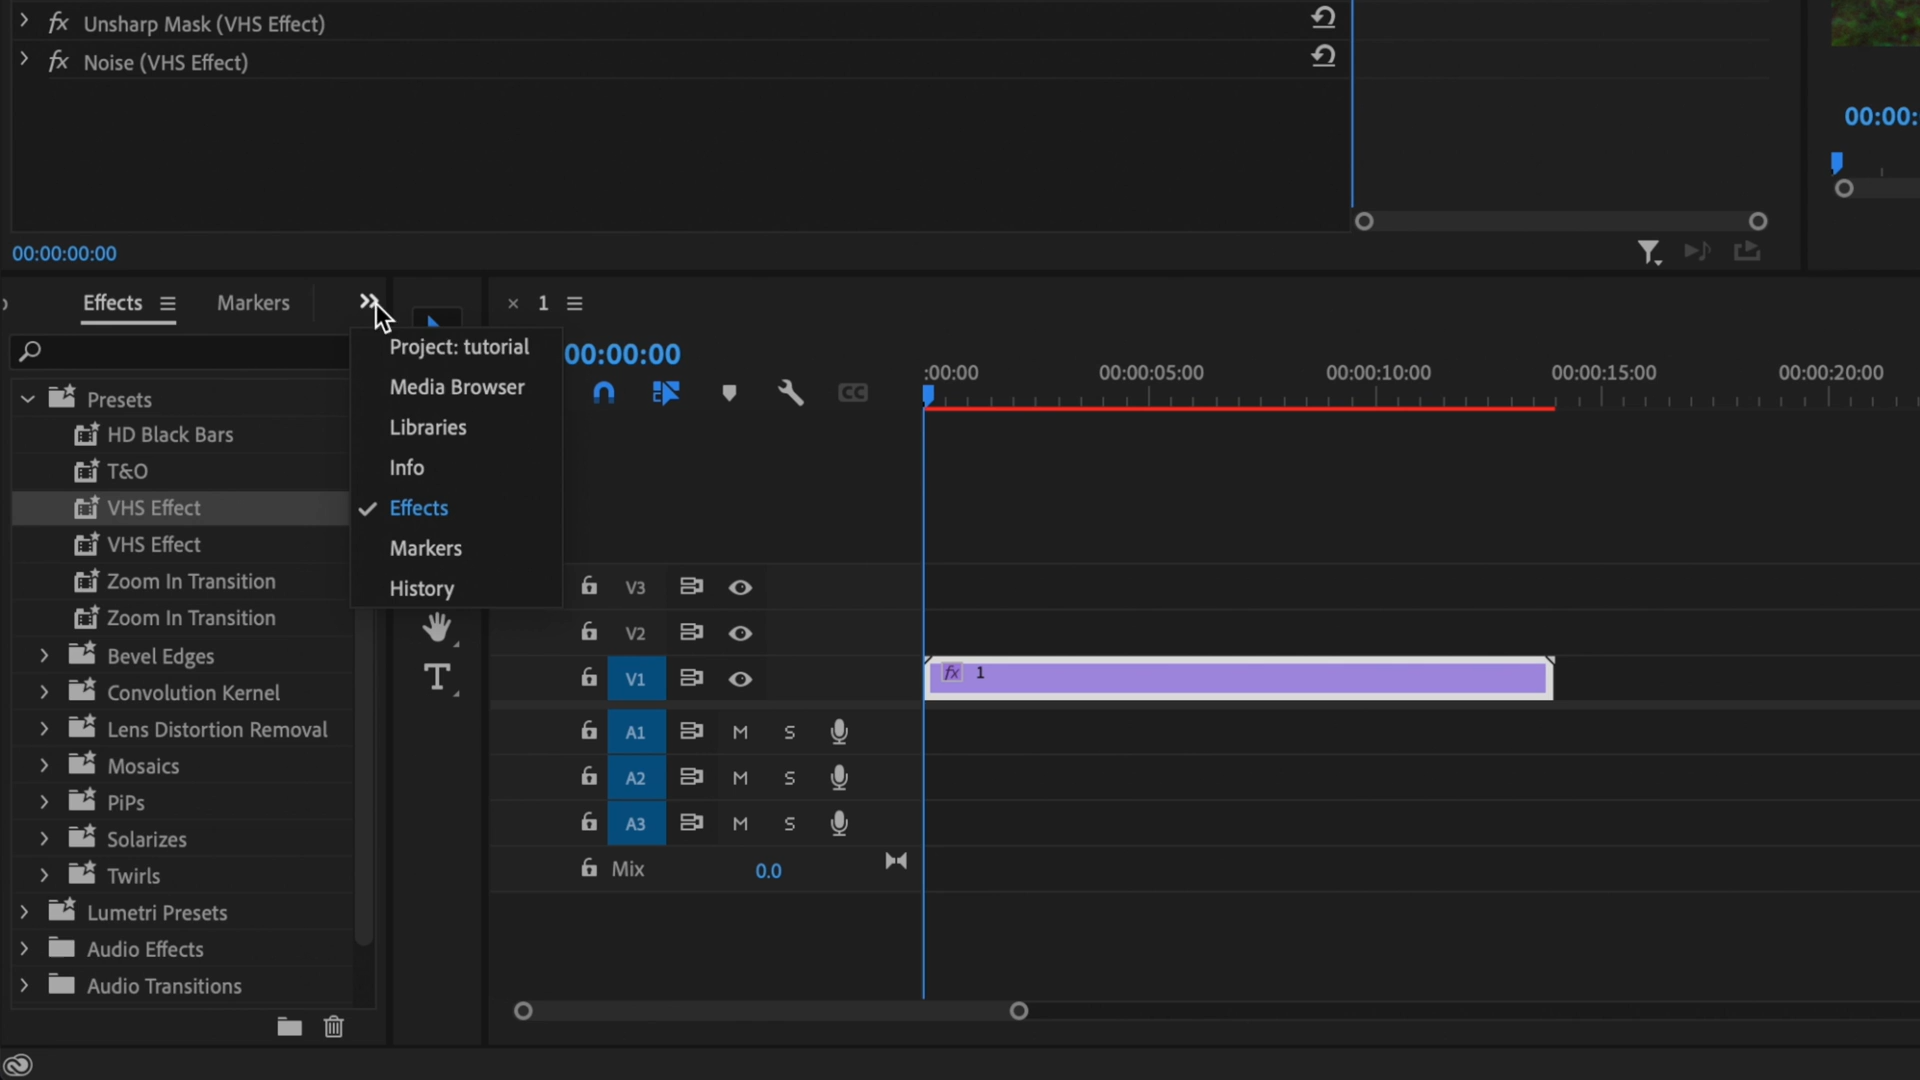 fx Unsharp Mask (VHS Effect)
fx Noise (VHS Effect)
00:00:
00:00:00:00
Effects
Markers
1
Project: tutorial
Media Browser
Libraries
Info
Effects
Markers
History
Presets
HD Black Bars
T&O
VHS Effect
VHS Effect
Zoom In Transition
Zoom In Transition
Bevel Edges
Convolution Kernel
Lens Distortion Removal
Mosaics
PiPs
Solarizes
Twirls
Lumetri Presets
Audio Effects
Audio Transitions
T
00:00:00
CC
:00:00
00:00:05:00
00:00:10:00
00:00:15:00
00:00:20:00
V3
V2
V1
fx 1
A1 M S
A2 M S
A3 M S
Mix 0.0